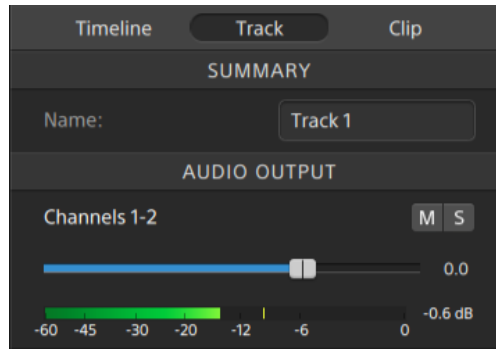 Timeline Track Clip
SUMMARY
Name: Track 1
AUDIO OUTPUT
Channels 1-2 M S
0.0
-0.6 dB
-60 -45 -30 -20 -12 -6 0